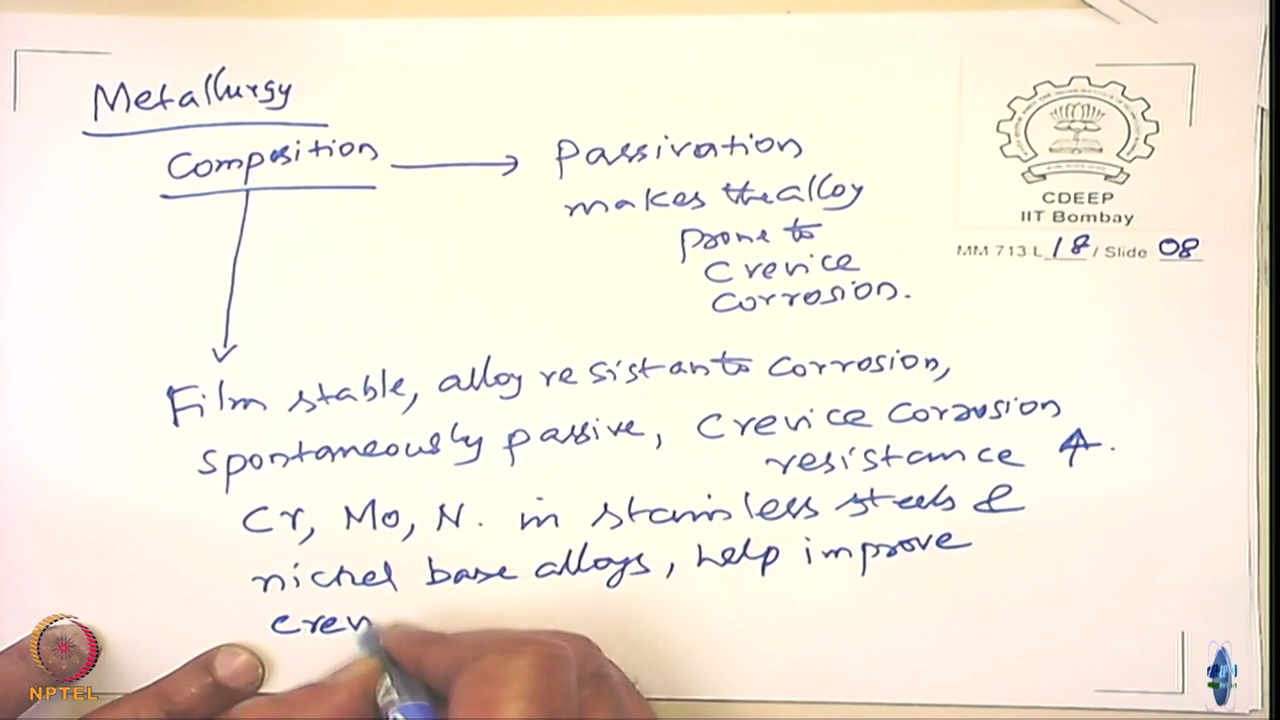 Metallurgy
Composition → Passivation
makes the alloy
prone to
crevice
corrosion.
CDEEP
IIT Bombay
MM 713 L 18 / Slide 08
Film stable, alloy resistant to corrosion,
spontaneously passive, crevice corrosion
resistance ↑.
Cr, Mo, N. in stainless steels &
nickel base alloys, help improve
crev
NPTEL